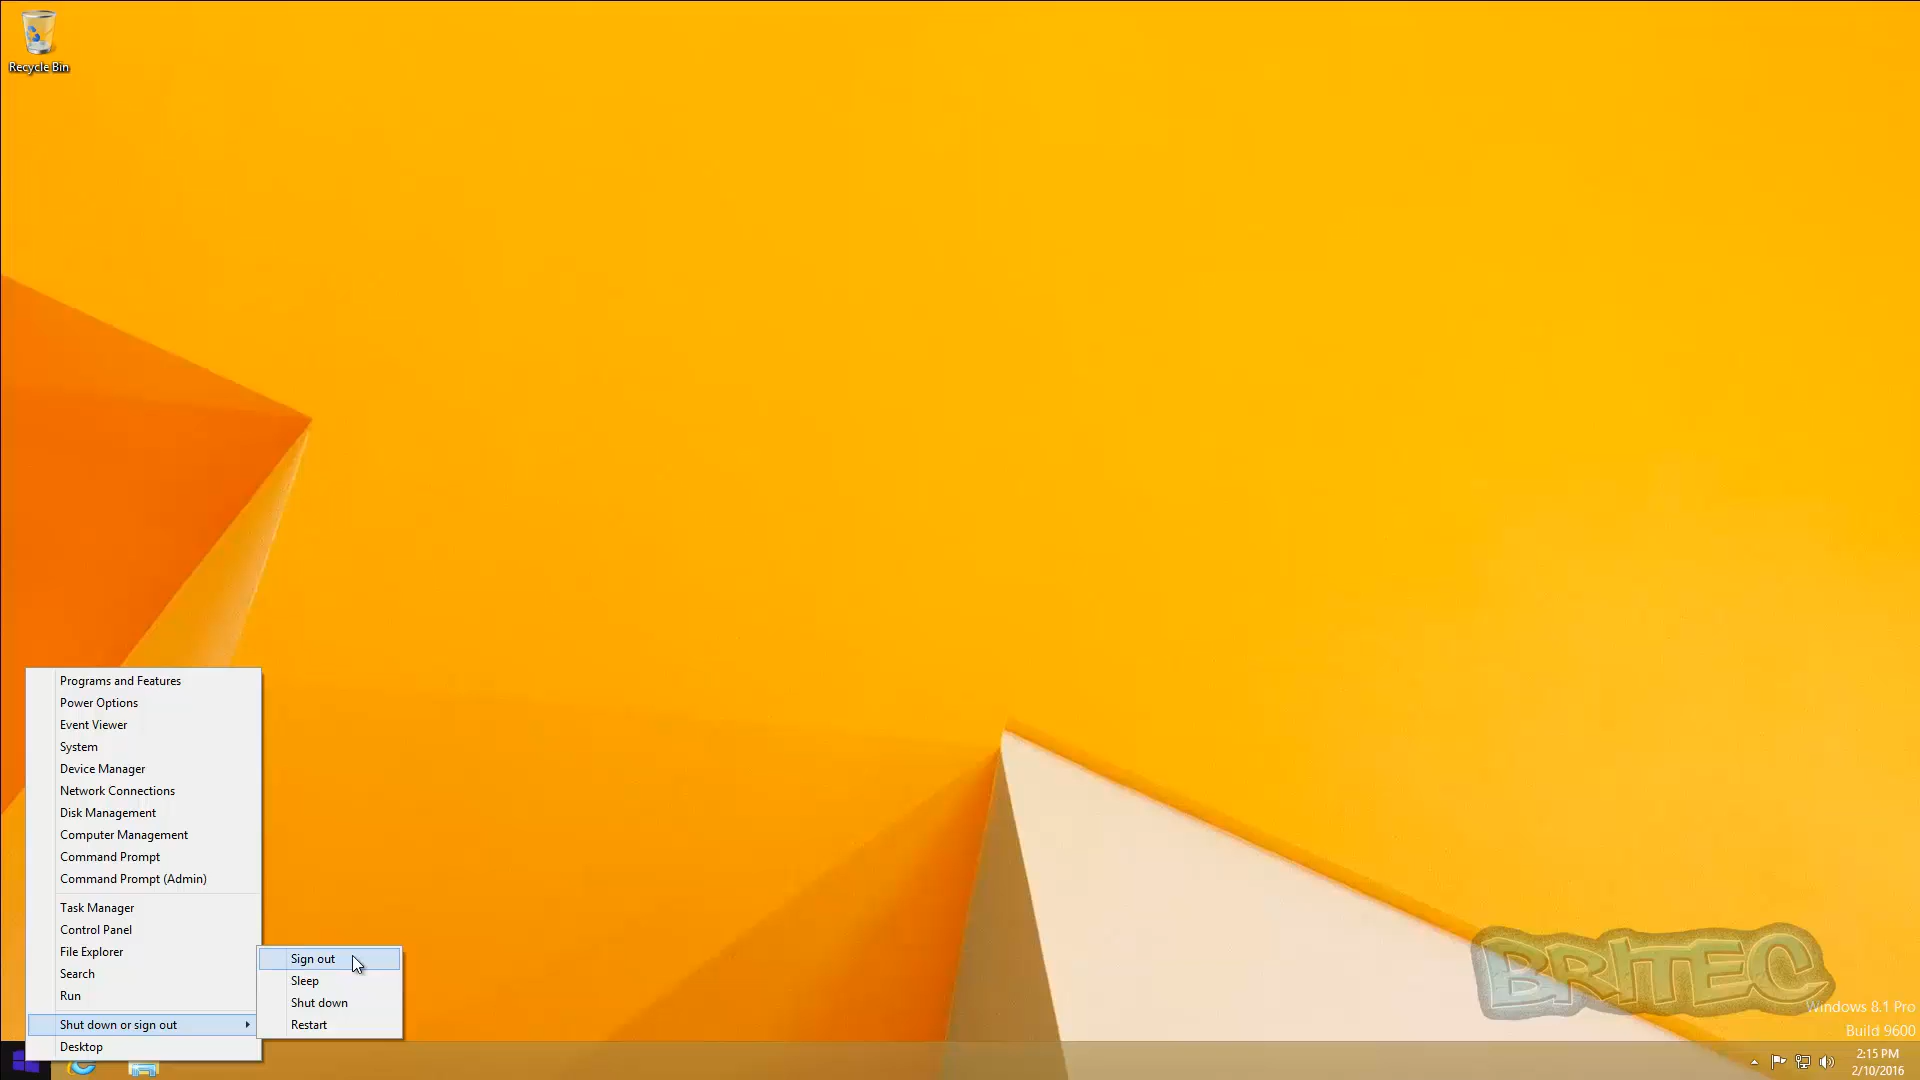 Recycle Bin
Programs and Features
Power Options
Event Viewer
System
Device Manager
Network Connections
Disk Management
Computer Management
Command Prompt
Command Prompt (Admin)
Task Manager
Control Panel
File Explorer
Search
Run
Shut down or sign out
Desktop
Sign out
Sleep
Shut down
Restart
BRITEC
Windows 8.1 Pro
Build 9600
2:15 PM
2/10/2016